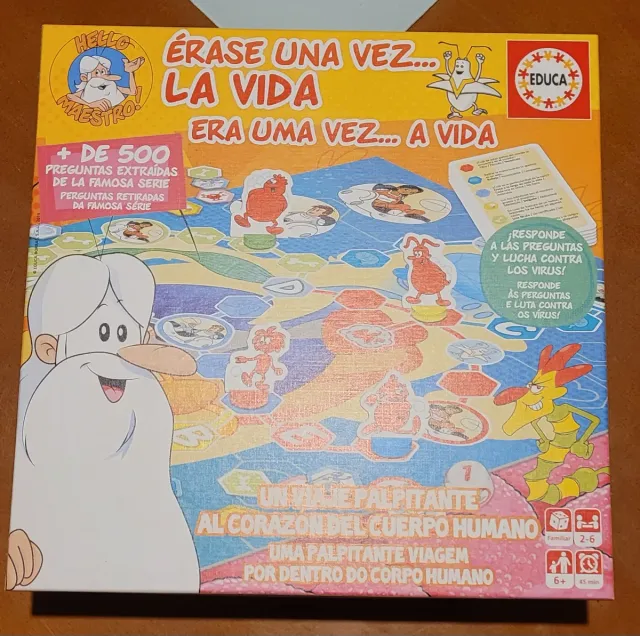 HELLO
MAESTRO!
ÉRASE UNA VEZ...
LA VIDA
ERA UMA VEZ... A VIDA
EDUCA
+ DE 500
PREGUNTAS EXTRAÍDAS
DE LA FAMOSA SERIE
PERGUNTAS RETIRADAS
DA FAMOSA SÉRIE
¡RESPONDE
A LAS PREGUNTAS
Y LUCHA CONTRA
LOS VIRUS!
RESPONDE
ÀS PERGUNTAS
E LUTA CONTRA
OS VÍRUS!
1
UN VIAJE PALPITANTE
AL CORAZÓN DEL CUERPO HUMANO
UMA PALPITANTE VIAGEM
POR DENTRO DO CORPO HUMANO
Familiar
2-6
6+
45 min